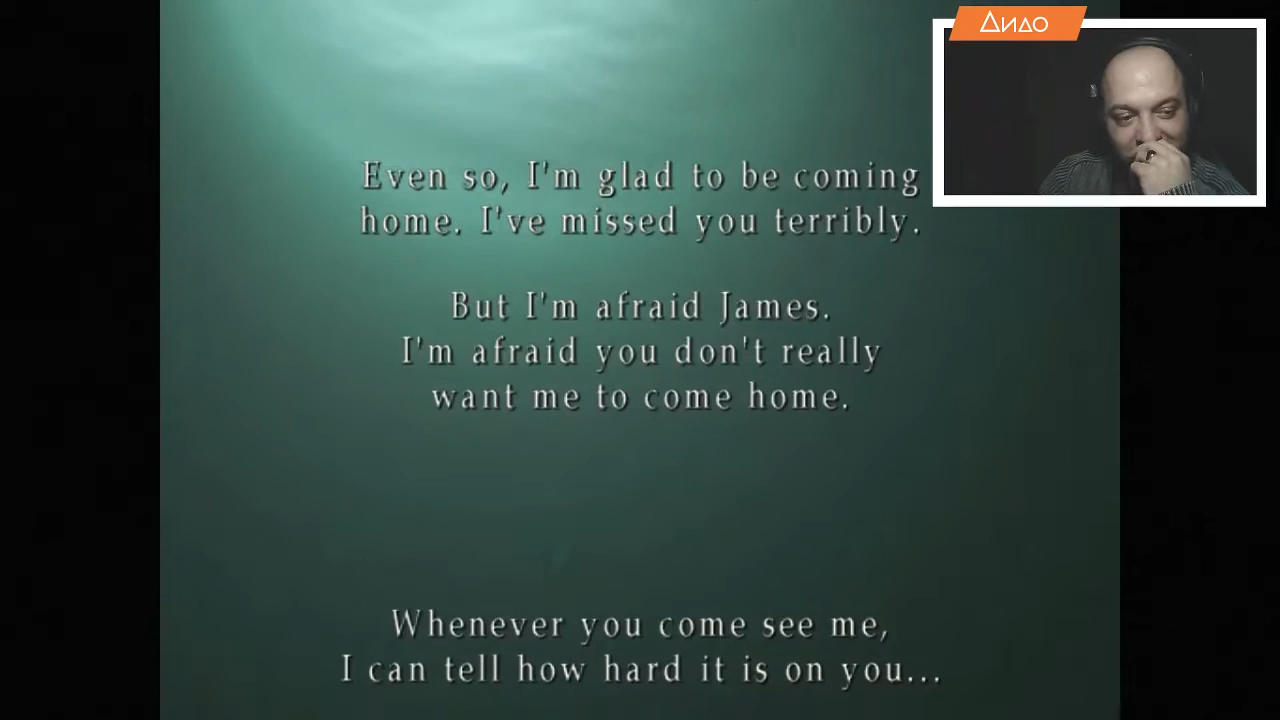 Дидо
Even so, I'm glad to be coming
home. I've missed you terribly.
But I'm afraid James.
I'm afraid you don't really
want me to come home.
Whenever you come see me,
I can tell how hard it is on you...